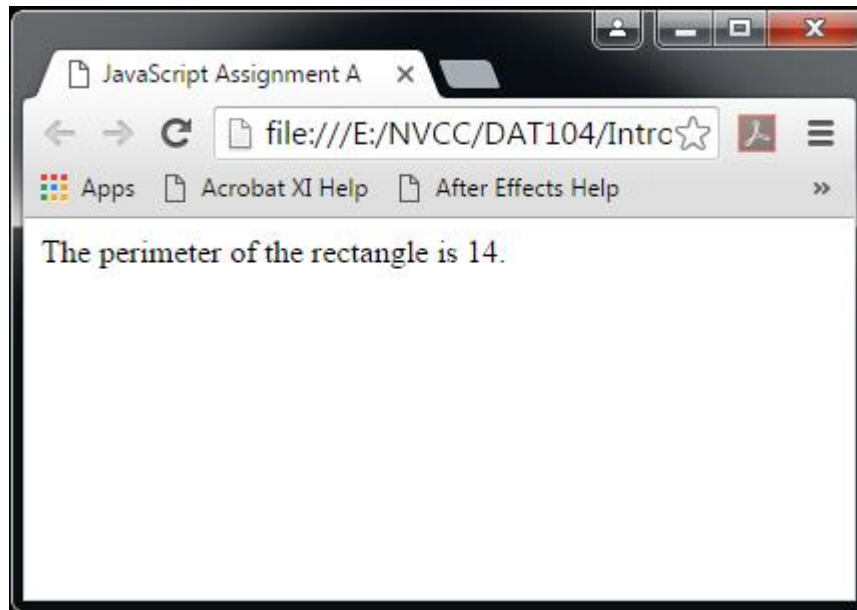 JavaScript Assignment A
file:///E:/NVCC/DAT104/Intro
Apps Acrobat XI Help After Effects Help »
The perimeter of the rectangle is 14.